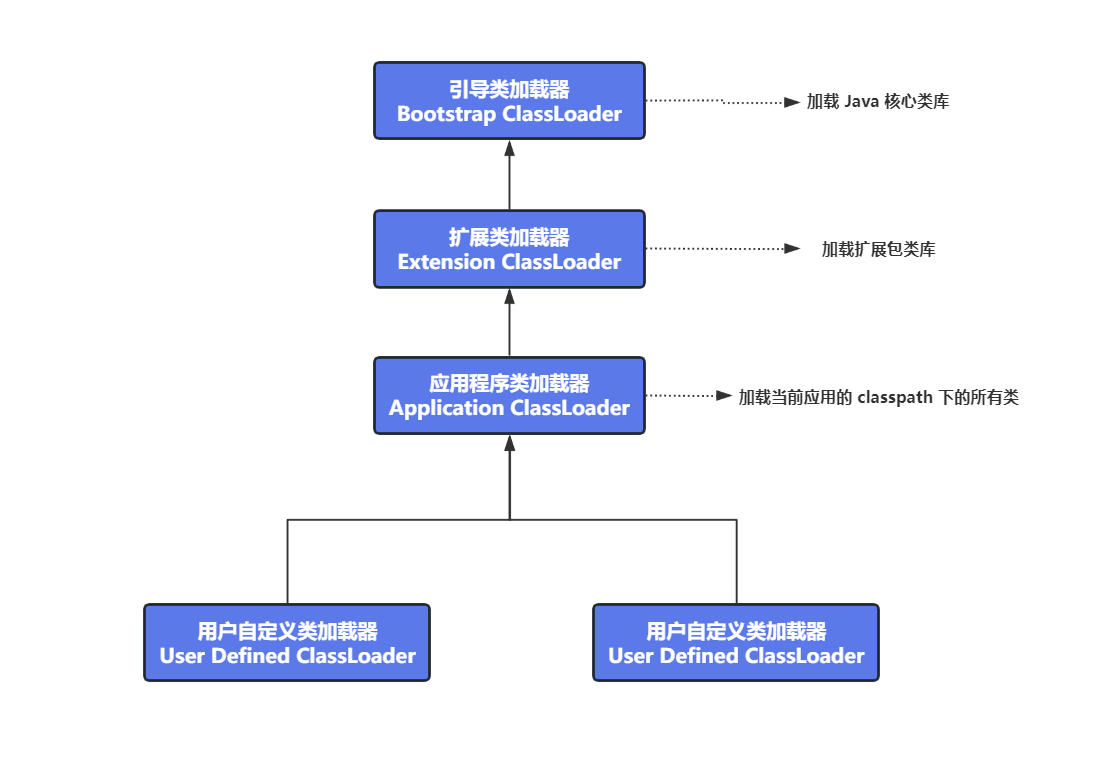 引导类加载器
Bootstrap ClassLoader
加载 Java 核心类库
扩展类加载器
Extension ClassLoader
加载扩展包类库
应用程序类加载器
Application ClassLoader
加载当前应用的 classpath 下的所有类
用户自定义类加载器
User Defined ClassLoader
用户自定义类加载器
User Defined ClassLoader